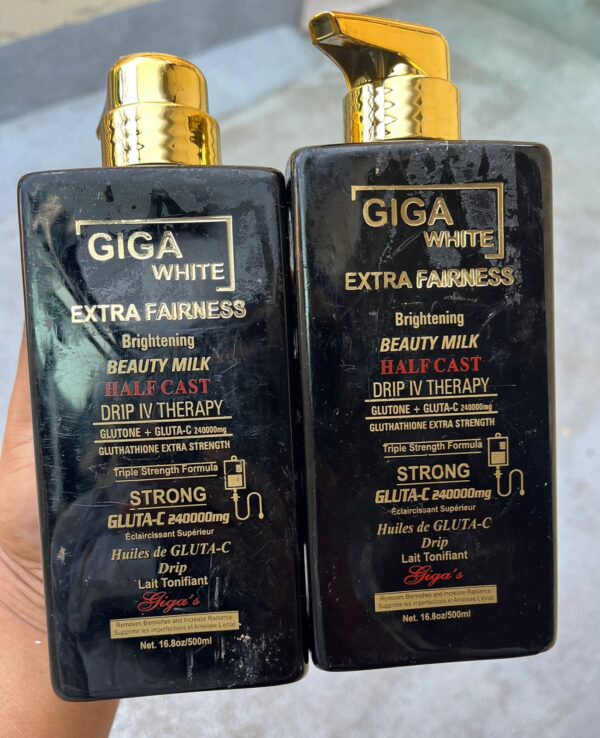 GIGA
WHITE
EXTRA FAIRNESS
Brightening
BEAUTY MILK
HALF CAST
DRIP IV THERAPY
GLUTONE + GLUTA-C 240000mg
GLUTHATHIONE EXTRA STRENGTH
Triple Strength Formula
STRONG
GLUTA-C 240000mg
Éclaircissant Supérieur
Huiles de GLUTA-C
Drip
Lait Tonifiant
Giga's
Removes Blemishes and Increase Radiance
Supprime les imperfections et Améliore L'éclat
Net. 16.8oz/500ml
GIGA
WHITE
EXTRA FAIRNESS
Brightening
BEAUTY MILK
HALF CAST
DRIP IV THERAPY
GLUTONE + GLUTA-C 240000mg
GLUTHATHIONE EXTRA STRENGTH
Triple Strength Formula
STRONG
GLUTA-C 240000mg
Éclaircissant Supérieur
Huiles de GLUTA-C
Drip
Lait Tonifiant
Giga's
Removes Blemishes and Increase Radiance
Supprime les imperfections et Améliore L'éclat
Net. 16.8oz/500ml